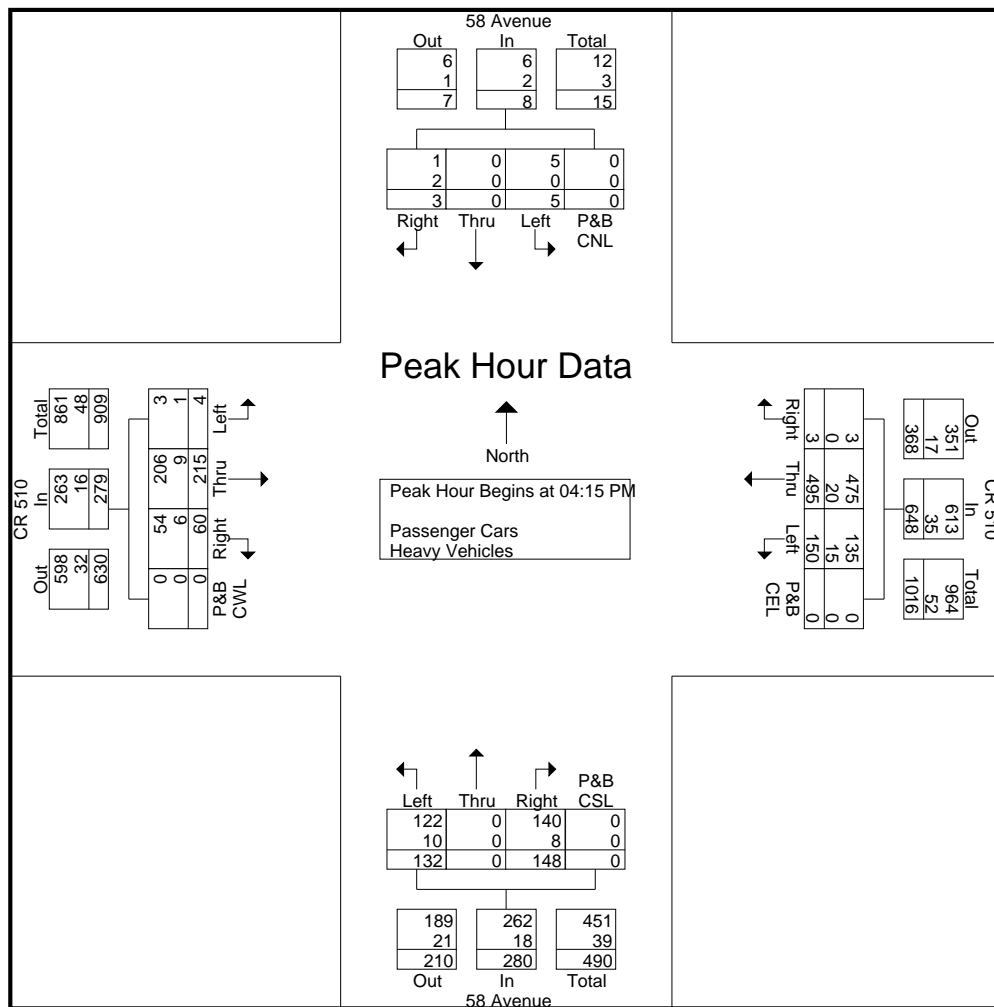 58 Avenue
Out In Total
6 6 12
1 2 3
7 8 15
1 0 5 0
2 0 0 0
3 0 5 0
Right Thru Left P&B
CNL
Peak Hour Data
North
Peak Hour Begins at 04:15 PM
Passenger Cars
Heavy Vehicles
CR 510
Total In Out
861 263 598
48 16 32
909 279 630
3 206 54 0
1 9 6 0
4 215 60 0
Left Thru Right P&B
CWL
CR 510
Out In Total
351 613 964
17 35 52
368 648 1016
3 475 135 0
0 20 15 0
3 495 150 0
Right Thru Left P&B
CEL
P&B
CSL
Left Thru Right
122 0 140 0
10 0 8 0
132 0 148 0
189 262 451
21 18 39
210 280 490
Out In Total
58 Avenue